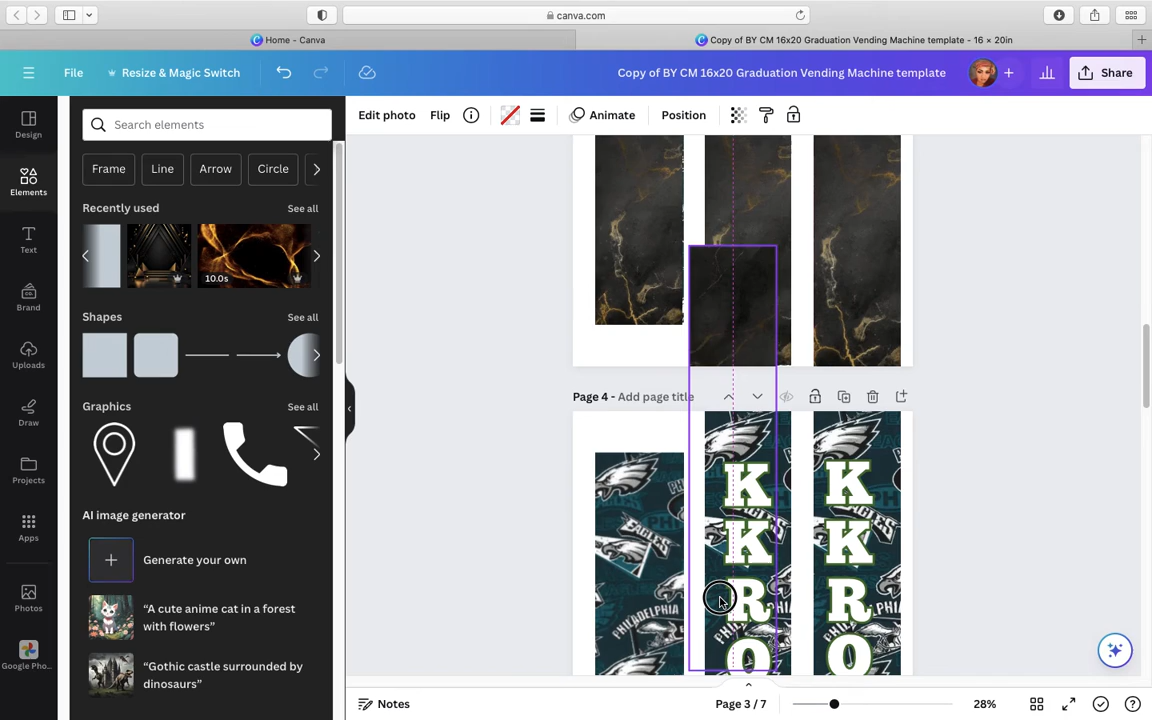 canva.com
Home - Canva
Copy of BY CM 16x20 Graduation Vending Machine template - 16 × 20in
File
Resize & Magic Switch
Copy of BY CM 16x20 Graduation Vending Machine template
Share
Design
Elements
Text
Brand
Uploads
Draw
Projects
Apps
Photos
Google Pho...
Search elements
Frame
Line
Arrow
Circle
Recently used
See all
10.0s
Shapes
See all
Graphics
See all
AI image generator
Generate your own
“A cute anime cat in a forest
with flowers”
“Gothic castle surrounded by
dinosaurs”
Edit photo
Flip
Animate
Position
Page 4 - Add page title
EAGLES
PHILADELPHIA
K
K
R
O
K
K
R
O
Notes
Page 3 / 7
28%